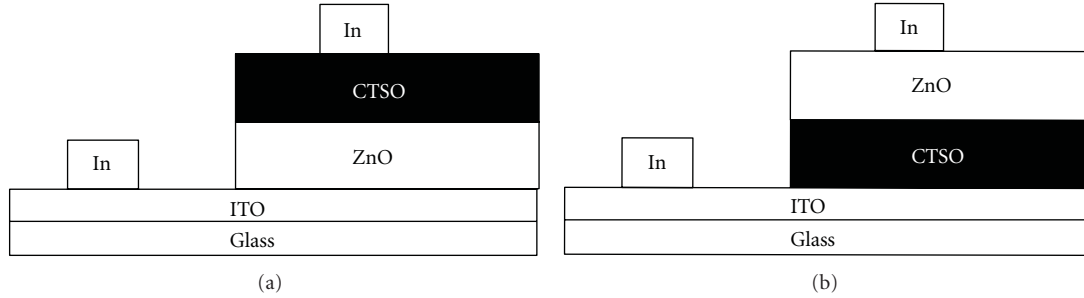 In
CTSO
ZnO
In
ITO
Glass
(a)
In
ZnO
CTSO
In
ITO
Glass
(b)